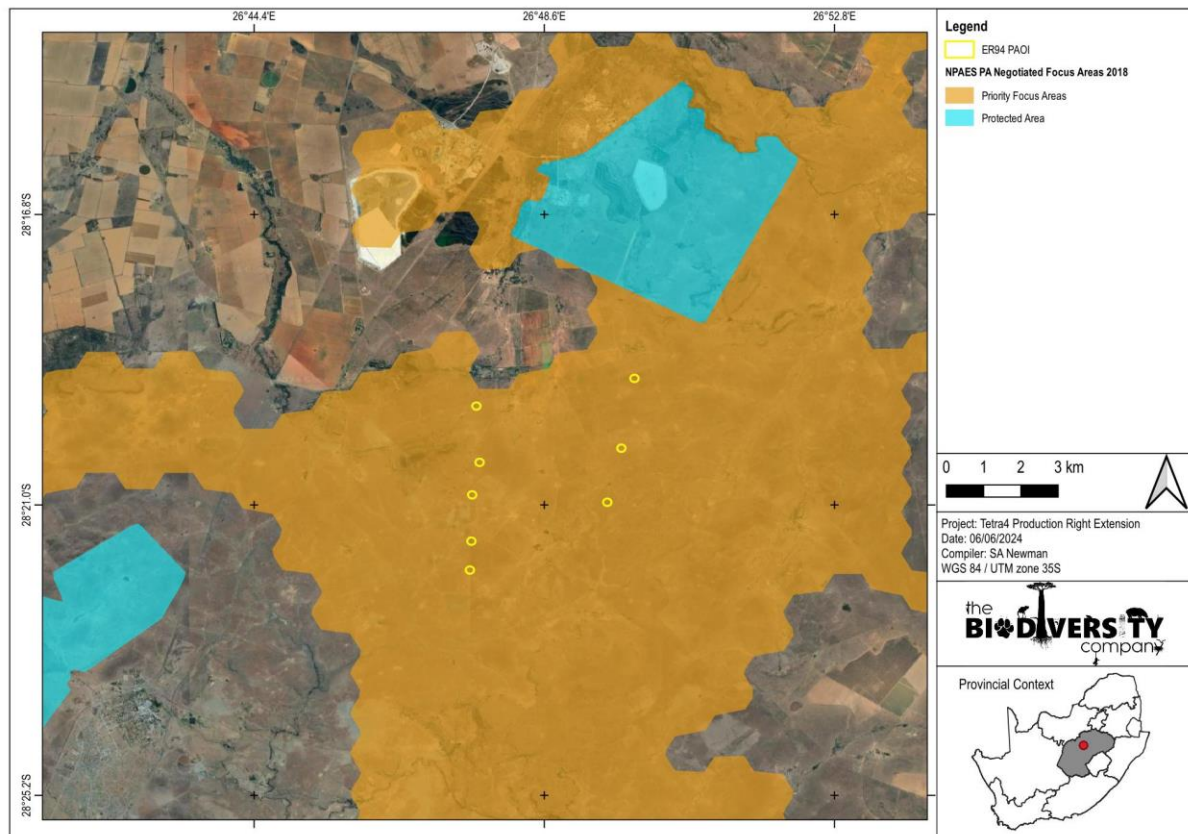 26°44.4'E 26°48.6'E 26°52.8'E
28°16.8'S
28°21.0'S
28°25.2'S
Legend
ER94 PAOI
NPAES PA Negotiated Focus Areas 2018
Priority Focus Areas
Protected Area
0 1 2 3 km
Project: Tetra4 Production Right Extension
Date: 06/06/2024
Compiler: SA Newman
WGS 84 / UTM zone 35S
the
BIODIVERSITY
company
Provincial Context